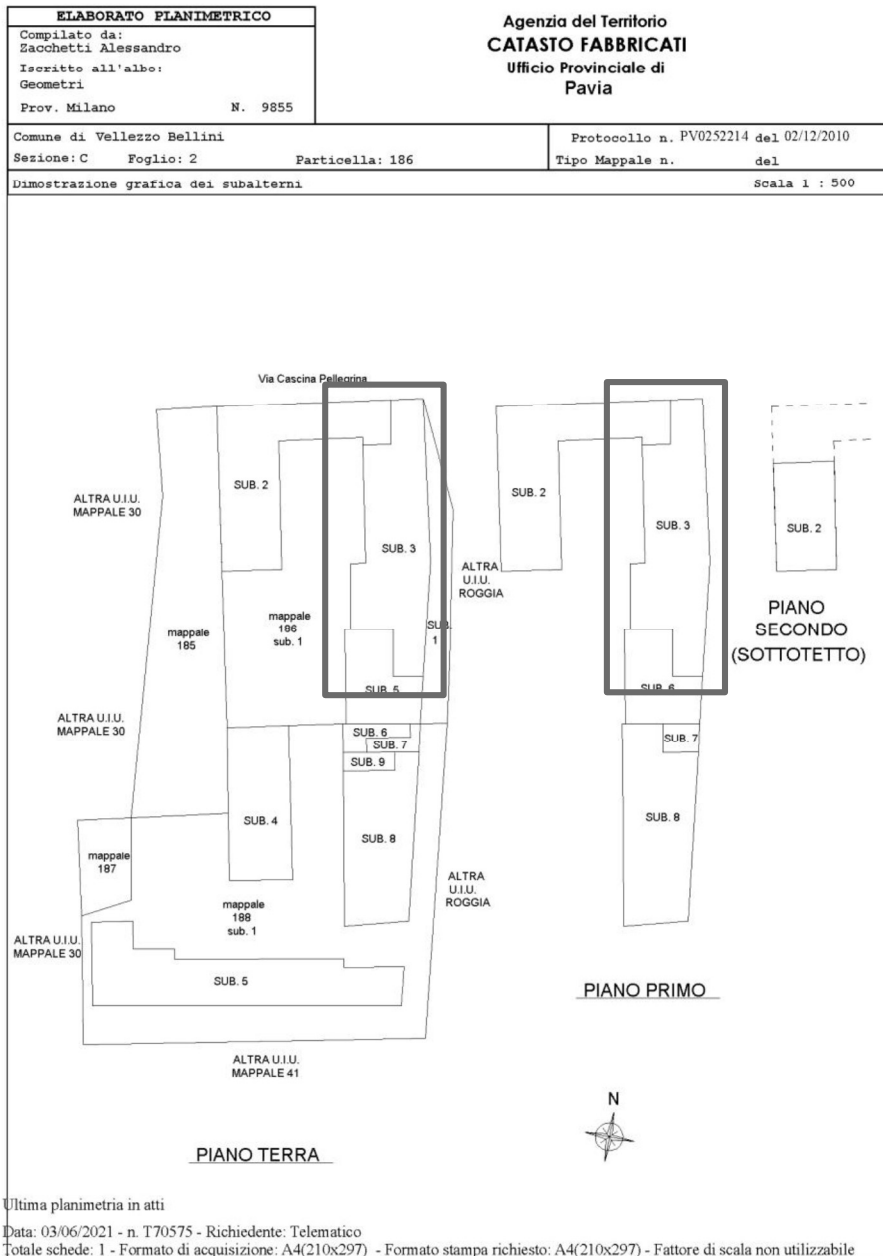 ELABORATO PLANIMETRICO
Compilato da:
Zacchetti Alessandro
Iscritto all'albo:
Geometri
Prov. Milano N. 9855
Agenzia del Territorio
CATASTO FABBRICATI
Ufficio Provinciale di
Pavia
Comune di Vellezzo Bellini
Sezione: C Foglio: 2 Particella: 186
Protocollo n. PV0252214 del 02/12/2010
Tipo Mappale n. del
Dimostrazione grafica dei subalterni Scala 1 : 500
Via Cascina Pellegrina
SUB. 2
ALTRA U.I.U.
MAPPALE 30
SUB. 3
mappale
185
mappale
186
sub. 1
SUB.
1
ALTRA
U.I.U.
ROGGIA
SUB. 5
ALTRA U.I.U.
MAPPALE 30
SUB. 6
SUB. 7
SUB. 9
SUB. 4
SUB. 8
mappale
187
mappale
188
sub. 1
ALTRA
U.I.U.
ROGGIA
ALTRA U.I.U.
MAPPALE 30
SUB. 5
ALTRA U.I.U.
MAPPALE 41
PIANO TERRA
SUB. 2
SUB. 3
SUB. 6
SUB. 7
SUB. 8
PIANO PRIMO
SUB. 2
PIANO
SECONDO
(SOTTOTETTO)
N
Ultima planimetria in atti
Data: 03/06/2021 - n. T70575 - Richiedente: Telematico
Totale schede: 1 - Formato di acquisizione: A4(210x297) - Formato stampa richiesto: A4(210x297) - Fattore di scala non utilizzabile